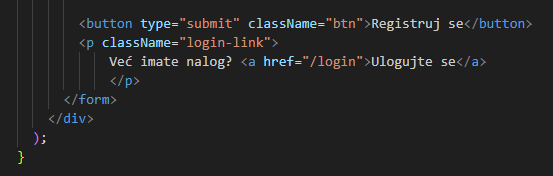 <button type="submit" className="btn">Registruj se</button>
<p className="login-link">
Već imate nalog? <a href="/login">Ulogujte se</a>
</p>
</form>
</div>
);
}